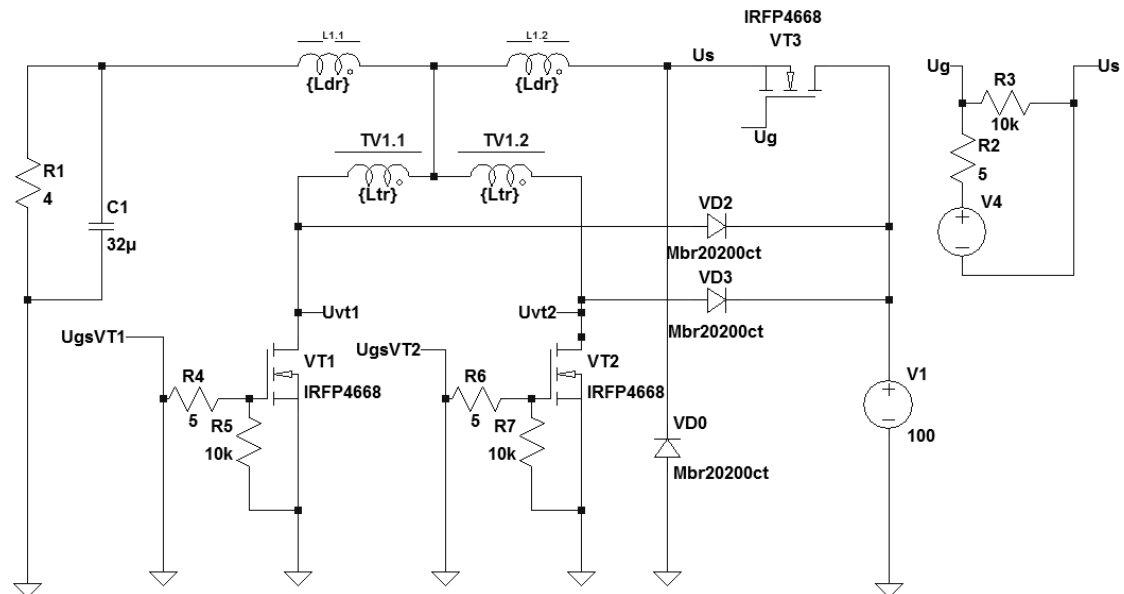 IRFP4668
VT3
L1.1
{Ldr}
L1.2
{Ldr}
Us
Ug
Ug
Us
R3
10k
R2
5
V4
TV1.1
{Ltr}
TV1.2
{Ltr}
R1
4
C1
32µ
VD2
Mbr20200ct
VD3
Mbr20200ct
Uvt1
Uvt2
UgsVT1
R4
5
R5
10k
VT1
IRFP4668
UgsVT2
R6
5
R7
10k
VT2
IRFP4668
VD0
Mbr20200ct
V1
100